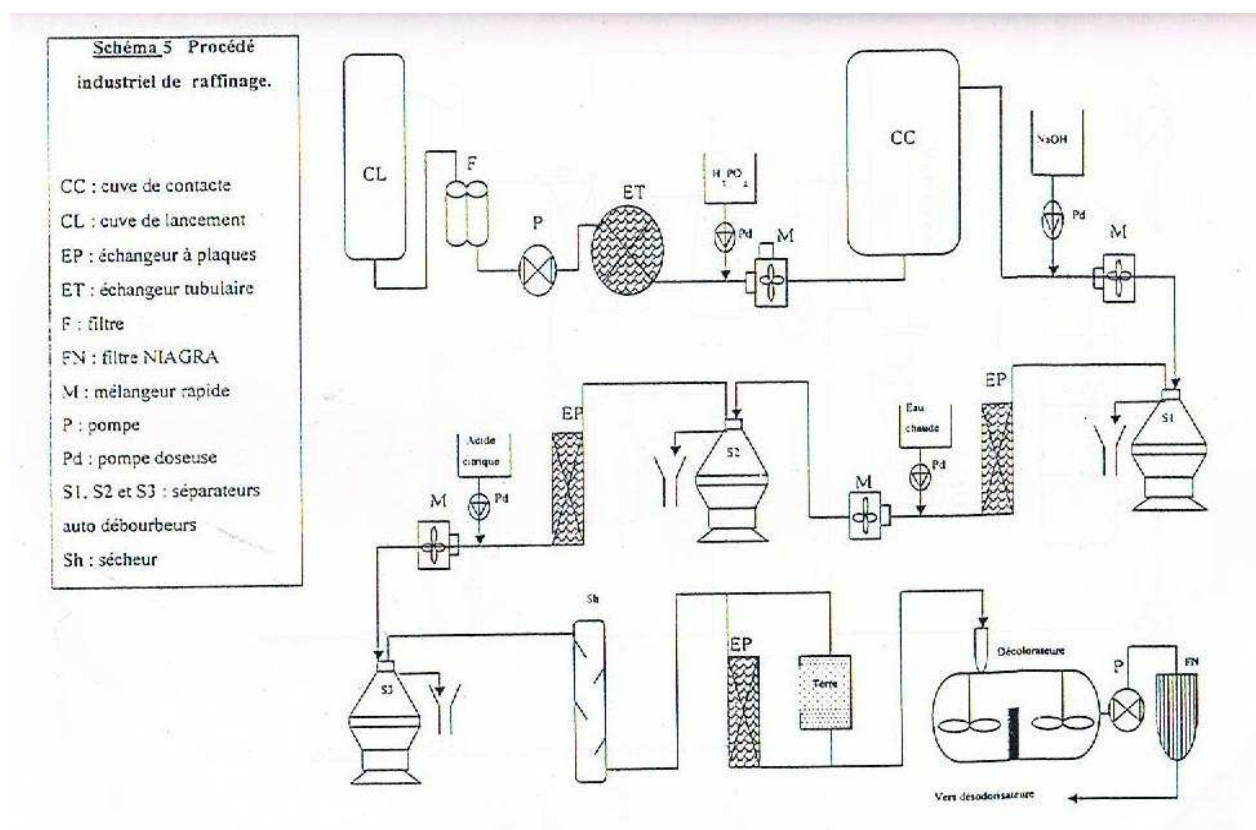 Schéma 5 Procédé
industriel de raffinage.
CC : cuve de contacte
CL : cuve de lancement
EP : échangeur à plaques
ET : échangeur tubulaire
F : filtre
FN : filtre NIAGRA
M : mélangeur rapide
P : pompe
Pd : pompe doseuse
S1, S2 et S3 : séparateurs
auto débourbeurs
Sh : sécheur
CL
F
P
ET
H3PO4
Pd
M
CC
NaOH
Pd
M
Acide
citrique
Pd
M
EP
S2
M
Eau
chaude
Pd
EP
S1
S3
Sh
EP
Terre
Décolorateure
P
FN
Vers désodorisateure